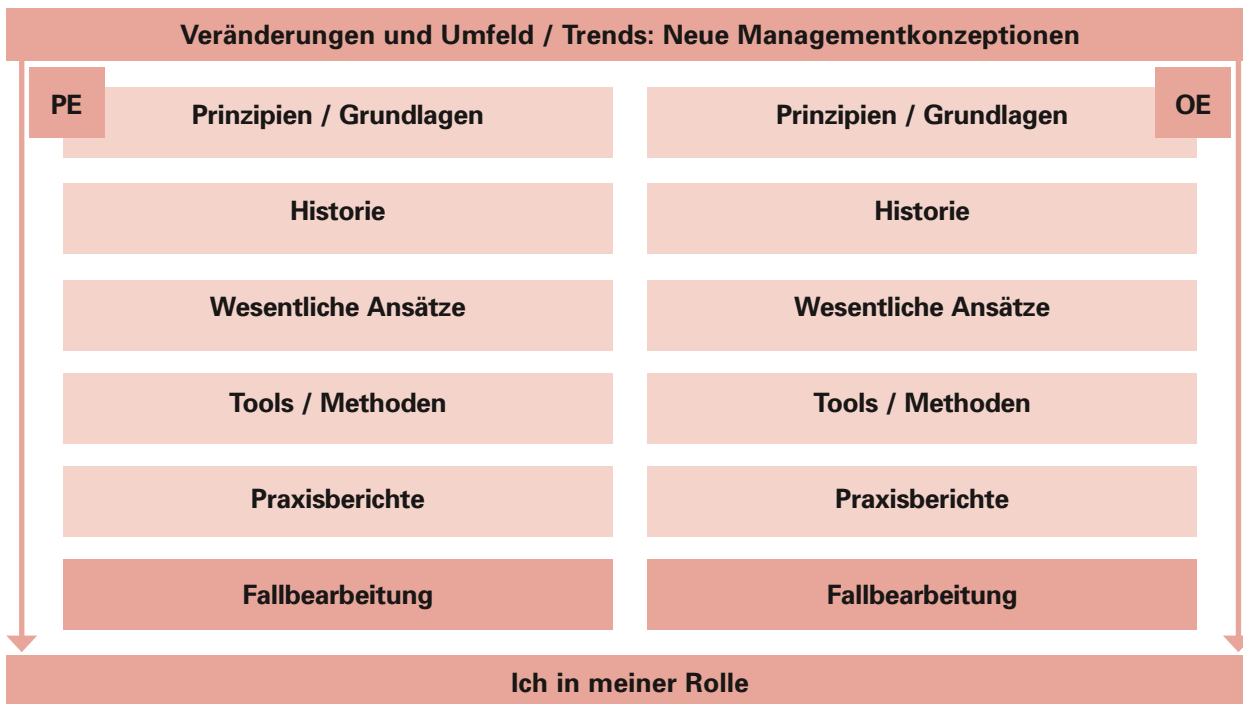 Veränderungen und Umfeld / Trends: Neue Managementkonzeptionen
PE
Prinzipien / Grundlagen
Historie
Wesentliche Ansätze
Tools / Methoden
Praxisberichte
Fallbearbeitung
OE
Prinzipien / Grundlagen
Historie
Wesentliche Ansätze
Tools / Methoden
Praxisberichte
Fallbearbeitung
Ich in meiner Rolle